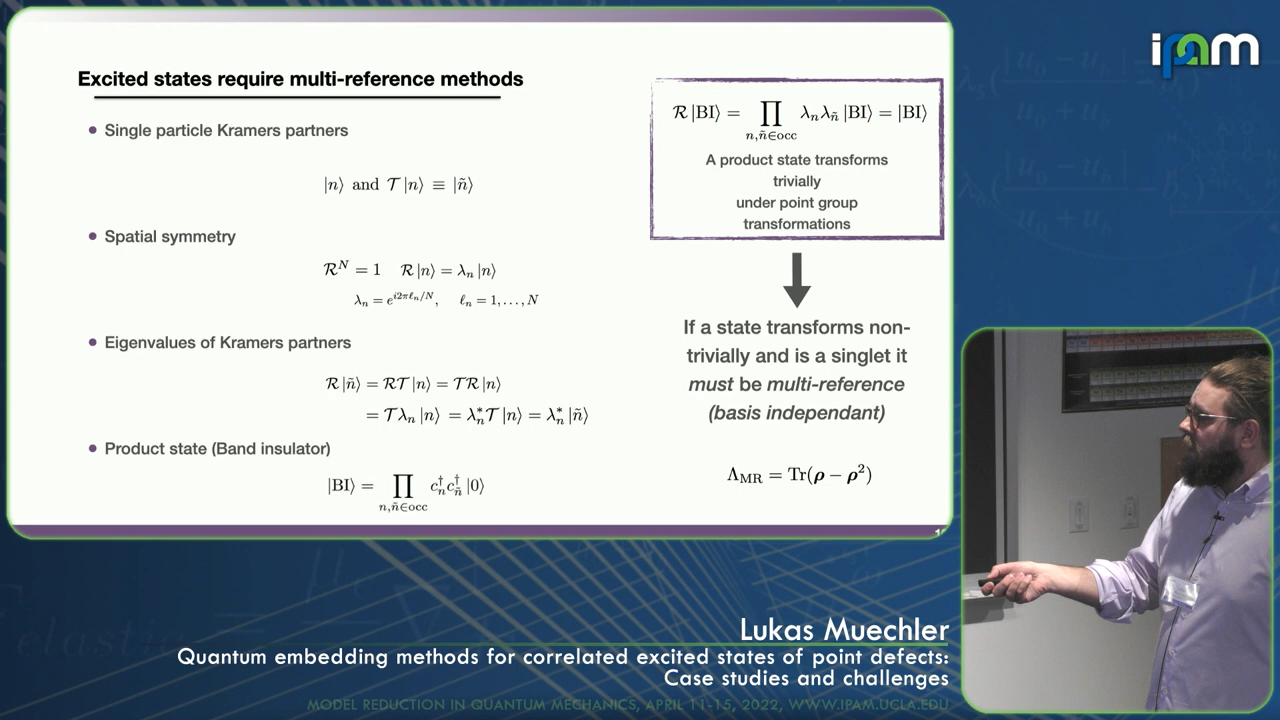 Excited states require multi-reference methods
• Single particle Kramers partners
|n⟩ and 𝒯 |n⟩ ≡ |ñ⟩
• Spatial symmetry
ℛ^N = 1   ℛ |n⟩ = λ_n |n⟩
λ_n = e^{i2πℓ_n/N},   ℓ_n = 1, . . . , N
• Eigenvalues of Kramers partners
ℛ |ñ⟩ = ℛ𝒯 |n⟩ = 𝒯ℛ |n⟩
= 𝒯λ_n |n⟩ = λ_n^* 𝒯 |n⟩ = λ_n^* |ñ⟩
• Product state (Band insulator)
|BI⟩ = ∏_{n,ñ∈occ} c_n^† c_ñ^† |0⟩
ℛ |BI⟩ = ∏_{n,ñ∈occ} λ_n λ_ñ |BI⟩ = |BI⟩
A product state transforms
trivially
under point group
transformations
If a state transforms non-
trivially and is a singlet it
must be multi-reference
(basis independant)
Λ_MR = Tr(ρ − ρ²)
ipam
Lukas Muechler
Quantum embedding methods for correlated excited states of point defects:
Case studies and challenges
MODEL REDUCTION IN QUANTUM MECHANICS, APRIL 11-15, 2022, WWW.IPAM.UCLA.EDU